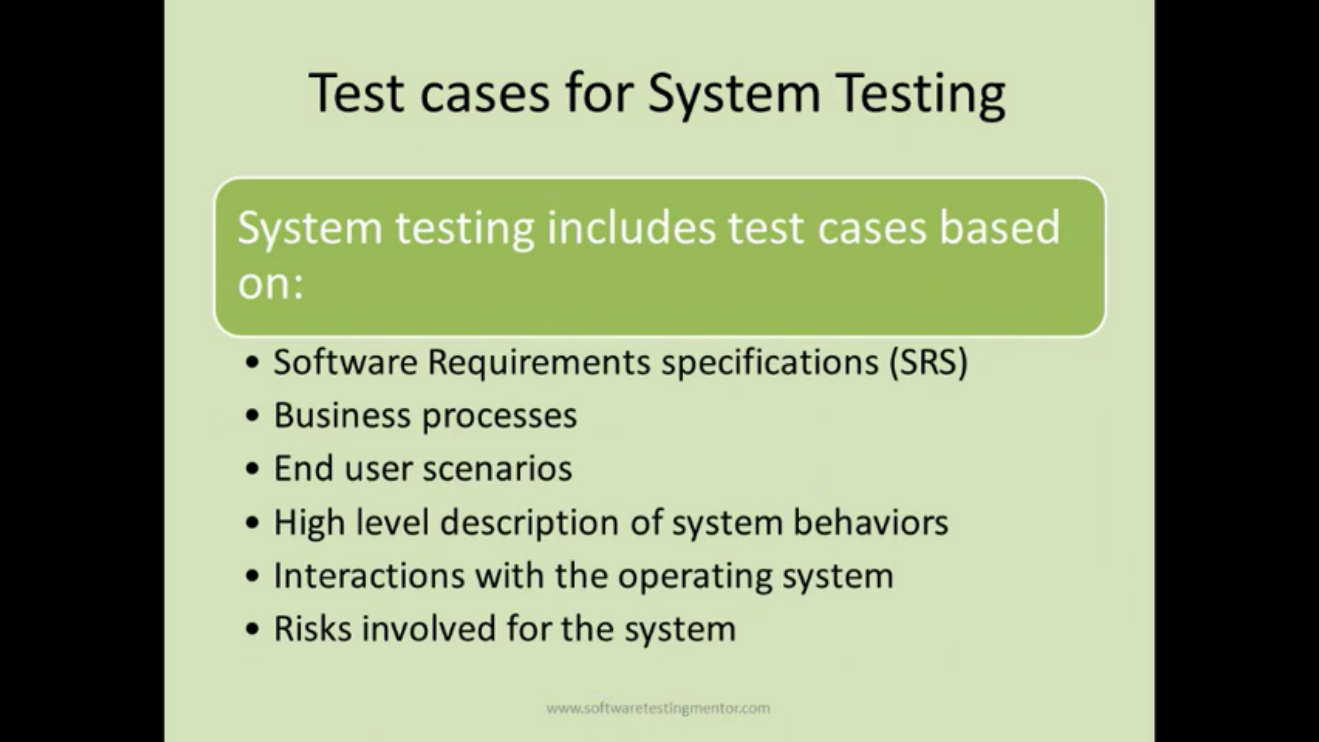 Test cases for System Testing
System testing includes test cases based
on:
• Software Requirements specifications (SRS)
• Business processes
• End user scenarios
• High level description of system behaviors
• Interactions with the operating system
• Risks involved for the system
www.softwaretestingmentor.com